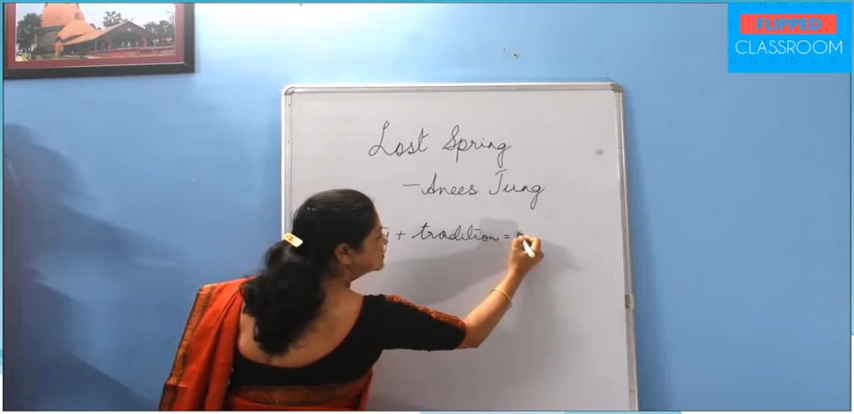 FLIPPED
CLASSROOM
Lost Spring
- Anees Jung
+ tradition =